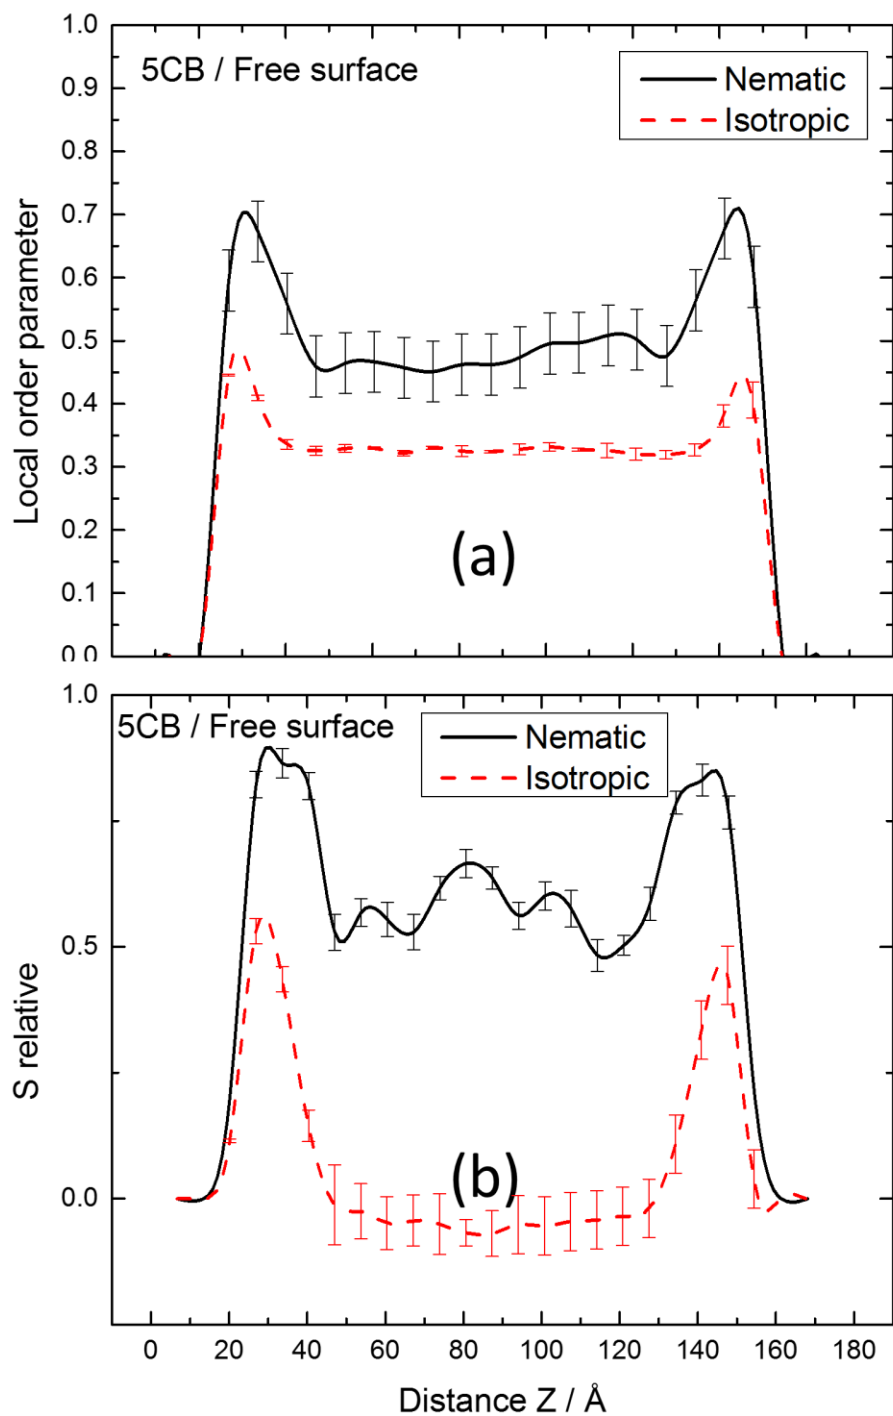 1.0
5CB / Free surface
Nematic
Isotropic
0.9
0.8
0.7
0.6
0.5
0.4
0.3
0.2
0.1
0.0
Local order parameter
(a)
1.0
5CB / Free surface
Nematic
Isotropic
0.5
0.0
S relative
(b)
0 20 40 60 80 100 120 140 160 180
Distance Z / Å